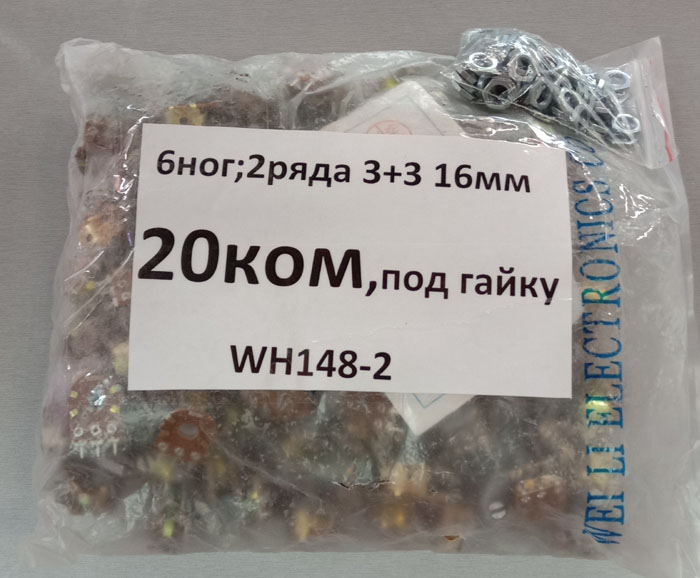 6ног;2ряда 3+3 16мм
20ком,под гайку
WH148-2
WEI LI ELECTRONICS